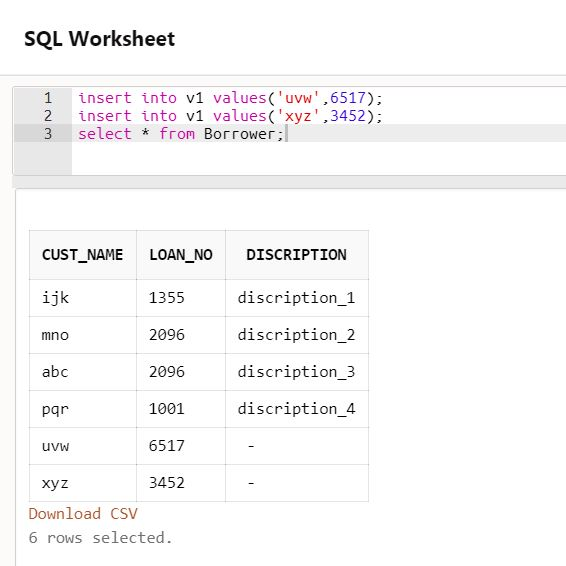 SQL Worksheet
1 insert into v1 values('uvw',6517);
2 insert into v1 values('xyz',3452);
3 select * from Borrower;
CUST_NAME LOAN_NO DISCRIPTION
ijk 1355 discription_1
mno 2096 discription_2
abc 2096 discription_3
pqr 1001 discription_4
uvw 6517 -
xyz 3452 -
Download CSV
6 rows selected.